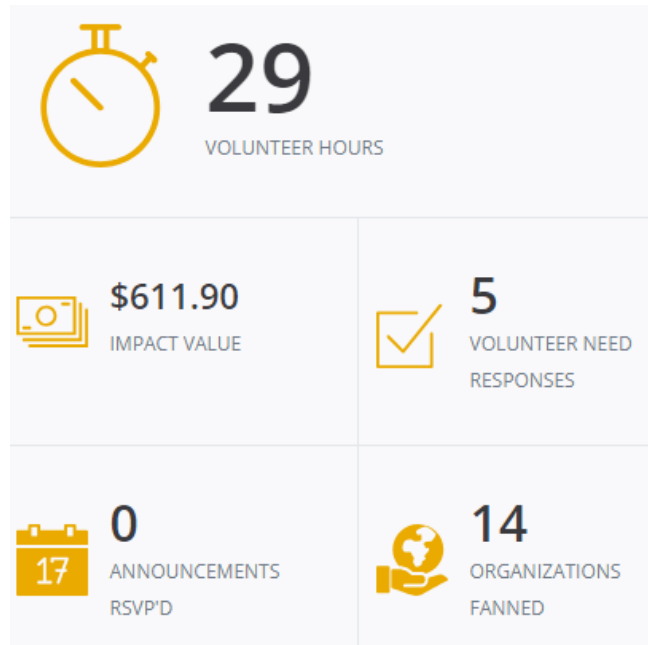 29
VOLUNTEER HOURS
$611.90
IMPACT VALUE
5
VOLUNTEER NEED
RESPONSES
17
0
ANNOUNCEMENTS
RSVP'D
14
ORGANIZATIONS
FANNED